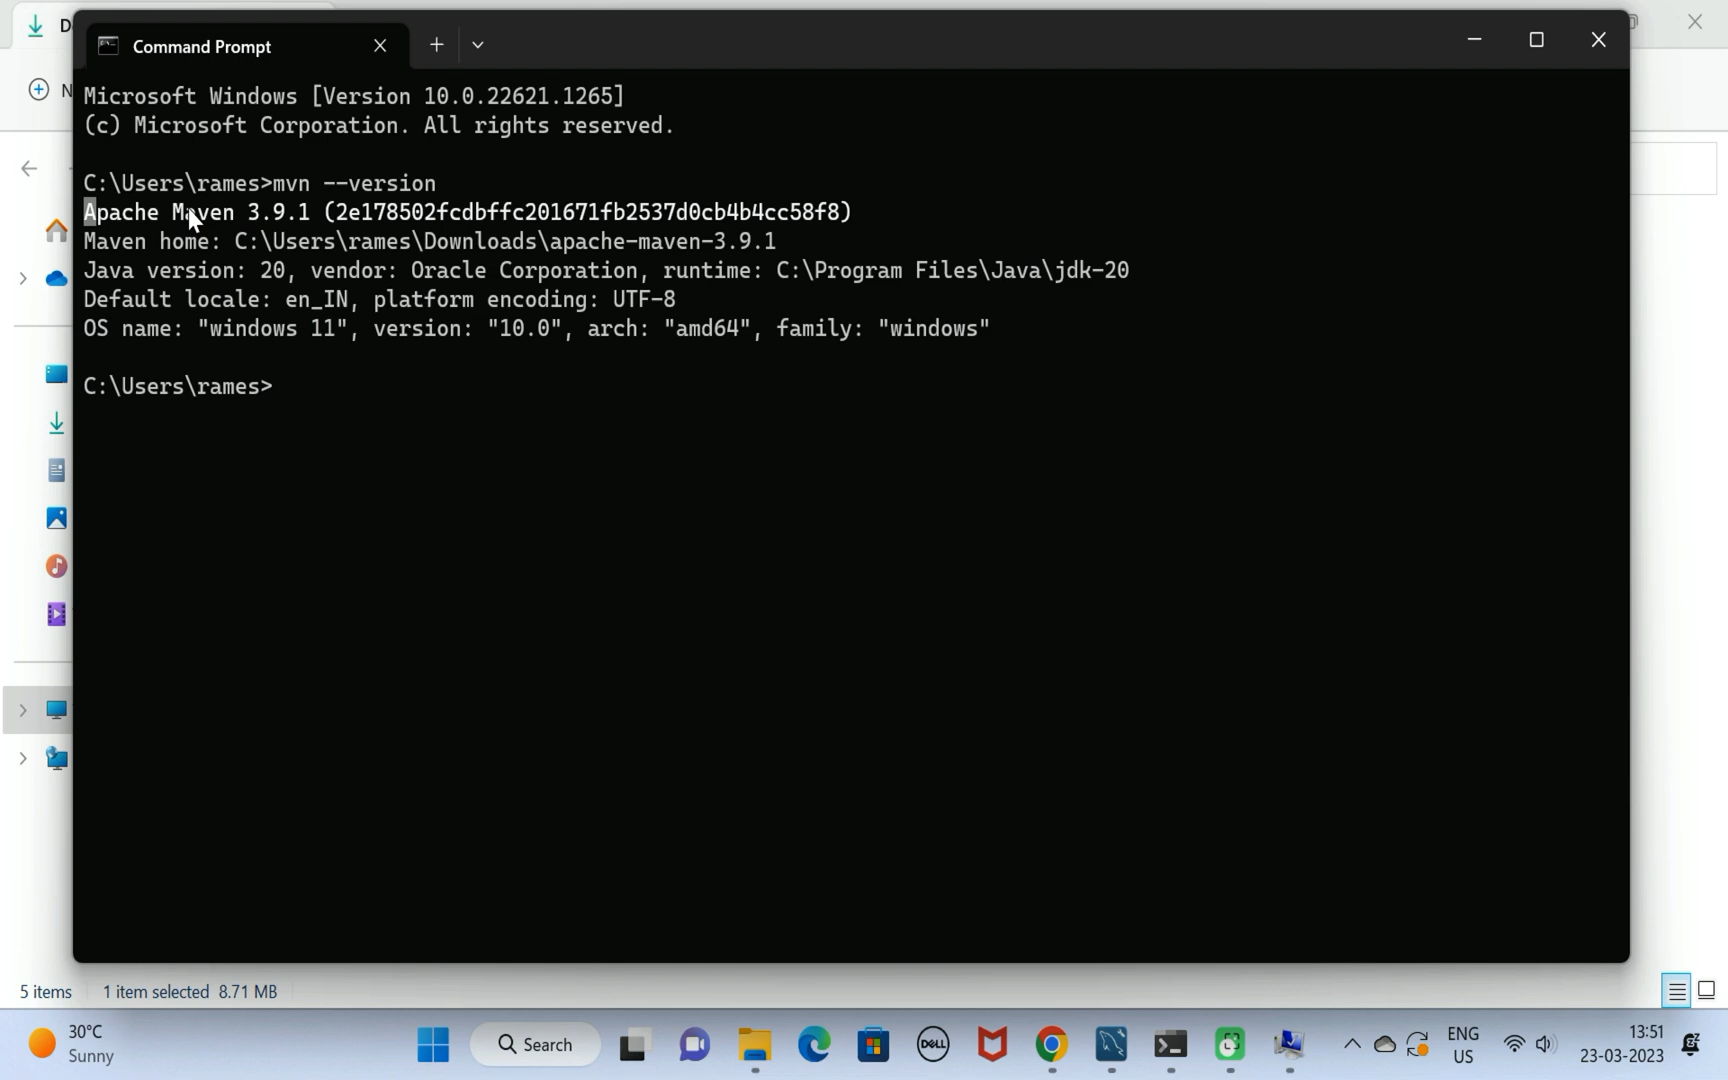 D
Command Prompt
N
Microsoft Windows [Version 10.0.22621.1265]
(c) Microsoft Corporation. All rights reserved.
C:\Users\rames>mvn --version
Apache Maven 3.9.1 (2e178502fcdbffc201671fb2537d0cb4b4cc58f8)
Maven home: C:\Users\rames\Downloads\apache-maven-3.9.1
Java version: 20, vendor: Oracle Corporation, runtime: C:\Program Files\Java\jdk-20
Default locale: en_IN, platform encoding: UTF-8
OS name: "windows 11", version: "10.0", arch: "amd64", family: "windows"
C:\Users\rames>
5 items 1 item selected 8.71 MB
30°C
Sunny
Search
DELL
ENG
US
13:51
23-03-2023